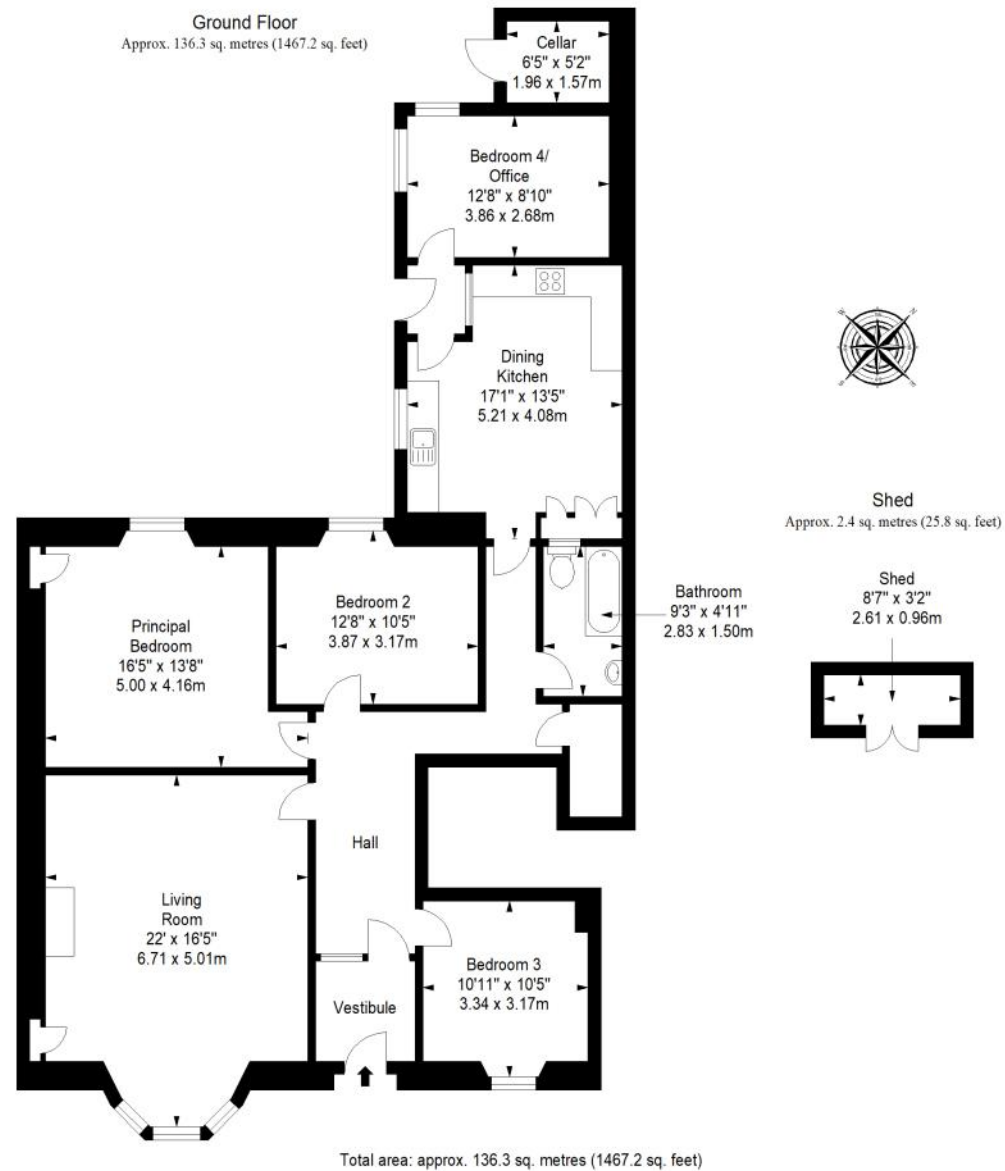 Ground Floor
Approx. 136.3 sq. metres (1467.2 sq. feet)
Cellar
6'5" x 5'2"
1.96 x 1.57m
Bedroom 4/
Office
12'8" x 8'10"
3.86 x 2.68m
Dining
Kitchen
17'1" x 13'5"
5.21 x 4.08m
Shed
Approx. 2.4 sq. metres (25.8 sq. feet)
Shed
8'7" x 3'2"
2.61 x 0.96m
Bathroom
9'3" x 4'11"
2.83 x 1.50m
Bedroom 2
12'8" x 10'5"
3.87 x 3.17m
Principal
Bedroom
16'5" x 13'8"
5.00 x 4.16m
Hall
Living
Room
22' x 16'5"
6.71 x 5.01m
Bedroom 3
10'11" x 10'5"
3.34 x 3.17m
Vestibule
Total area: approx. 136.3 sq. metres (1467.2 sq. feet)